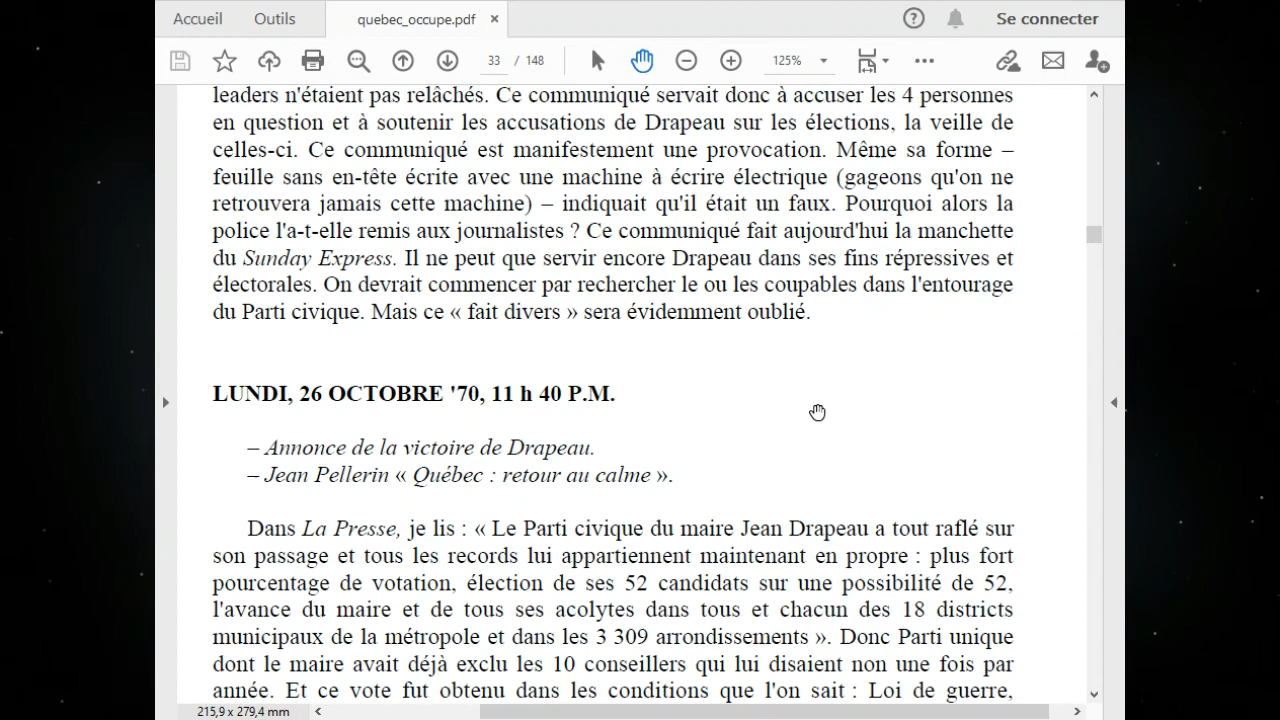 Accueil Outils quebec_occupe.pdf × ? Se connecter
33 / 148 125%
leaders n'étaient pas relâchés. Ce communiqué servait donc à accuser les 4 personnes
en question et à soutenir les accusations de Drapeau sur les élections, la veille de
celles-ci. Ce communiqué est manifestement une provocation. Même sa forme –
feuille sans en-tête écrite avec une machine à écrire électrique (gageons qu'on ne
retrouvera jamais cette machine) – indiquait qu'il était un faux. Pourquoi alors la
police l'a-t-elle remis aux journalistes ? Ce communiqué fait aujourd'hui la manchette
du Sunday Express. Il ne peut que servir encore Drapeau dans ses fins répressives et
électorales. On devrait commencer par rechercher le ou les coupables dans l'entourage
du Parti civique. Mais ce « fait divers » sera évidemment oublié.
LUNDI, 26 OCTOBRE '70, 11 h 40 P.M.
– Annonce de la victoire de Drapeau.
– Jean Pellerin « Québec : retour au calme ».
Dans La Presse, je lis : « Le Parti civique du maire Jean Drapeau a tout raflé sur
son passage et tous les records lui appartiennent maintenant en propre : plus fort
pourcentage de votation, élection de ses 52 candidats sur une possibilité de 52,
l'avance du maire et de tous ses acolytes dans tous et chacun des 18 districts
municipaux de la métropole et dans les 3 309 arrondissements ». Donc Parti unique
dont le maire avait déjà exclu les 10 conseillers qui lui disaient non une fois par
année. Et ce vote fut obtenu dans les conditions que l'on sait : Loi de guerre,
215,9 x 279,4 mm